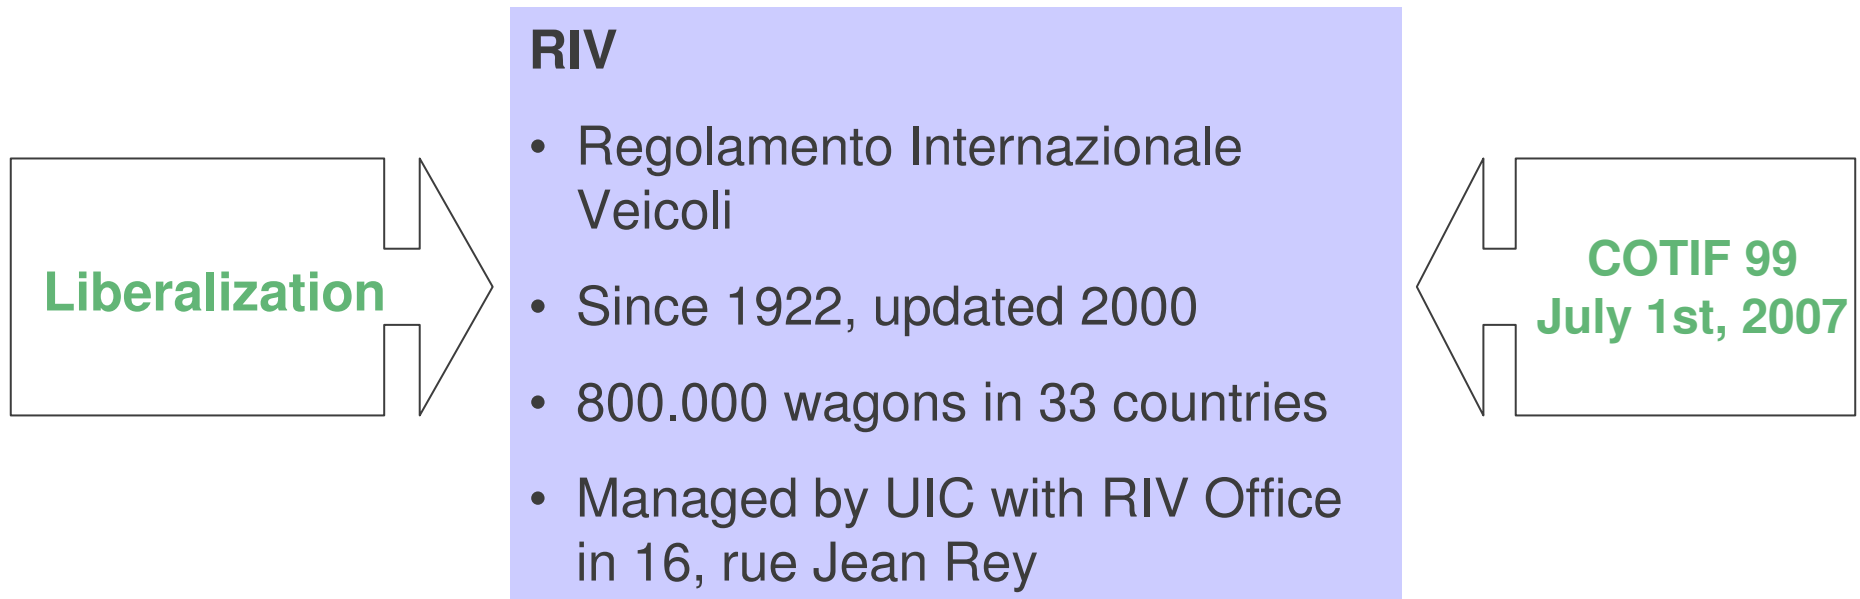 RIV
• Regolamento Internazionale
Veicoli
• Since 1922, updated 2000
• 800.000 wagons in 33 countries
• Managed by UIC with RIV Office
in 16, rue Jean Rey
Liberalization
COTIF 99
July 1st, 2007